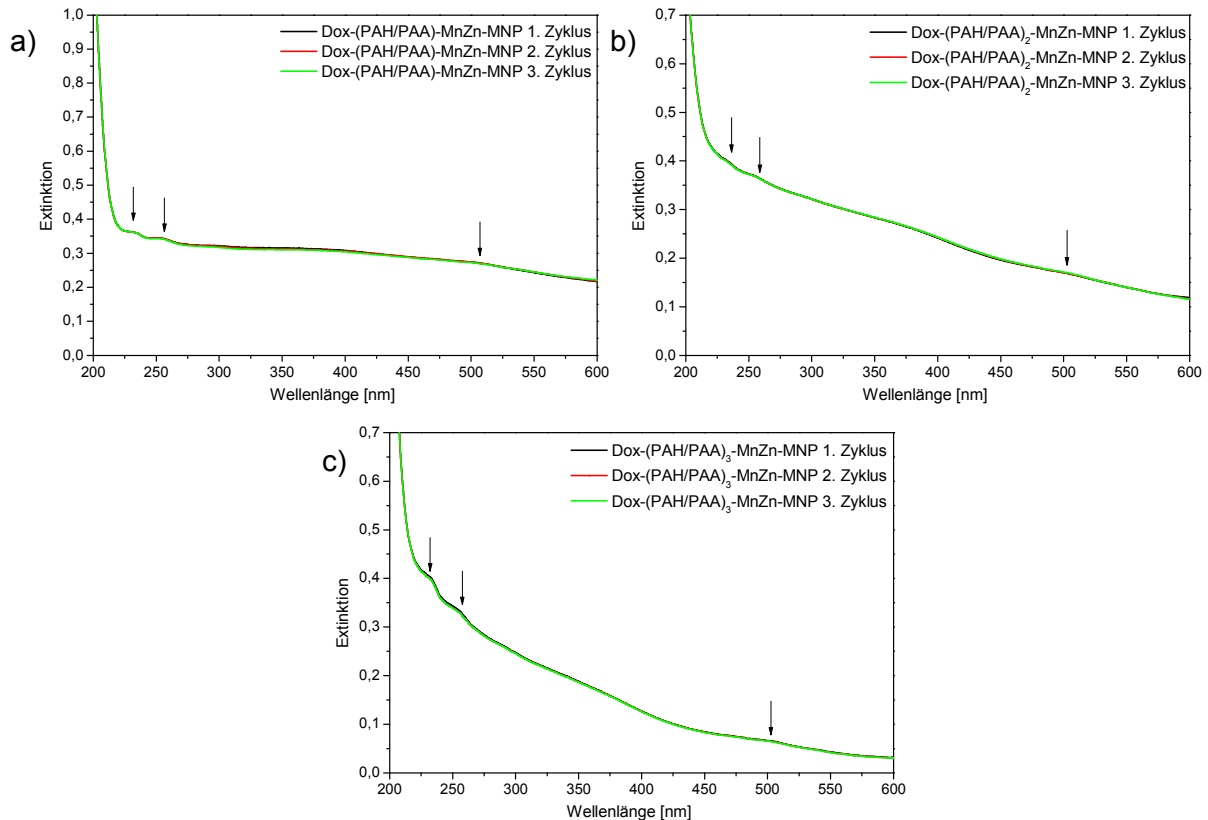 a)
Dox-(PAH/PAA)-MnZn-MNP 1. Zyklus
Dox-(PAH/PAA)-MnZn-MNP 2. Zyklus
Dox-(PAH/PAA)-MnZn-MNP 3. Zyklus
1,0
0,9
0,8
0,7
0,6
0,5
0,4
0,3
0,2
0,1
0,0
Extinktion
200 250 300 350 400 450 500 550 600
Wellenlänge [nm]
b)
Dox-(PAH/PAA)₂-MnZn-MNP 1. Zyklus
Dox-(PAH/PAA)₂-MnZn-MNP 2. Zyklus
Dox-(PAH/PAA)₂-MnZn-MNP 3. Zyklus
0,7
0,6
0,5
0,4
0,3
0,2
0,1
0,0
Extinktion
200 250 300 350 400 450 500 550 600
Wellenlänge [nm]
c)
Dox-(PAH/PAA)₃-MnZn-MNP 1. Zyklus
Dox-(PAH/PAA)₃-MnZn-MNP 2. Zyklus
Dox-(PAH/PAA)₃-MnZn-MNP 3. Zyklus
0,7
0,6
0,5
0,4
0,3
0,2
0,1
0,0
Extinktion
200 250 300 350 400 450 500 550 600
Wellenlänge [nm]